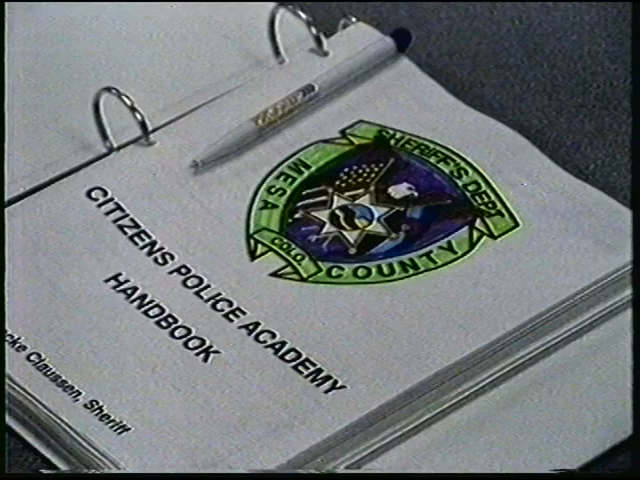 SHERIFF'S DEPT
MESA
COLO
COUNTY
CITIZENS POLICE ACADEMY
HANDBOOK
Claussen, Sheriff